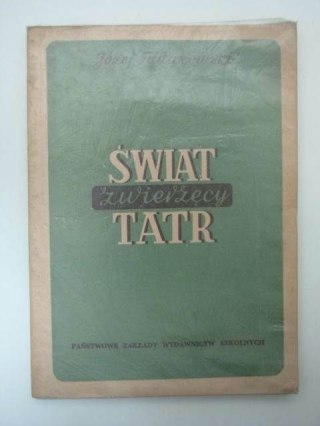 Józef
ŚWIAT
zwierzęcy
TATR
PAŃSTWOWE ZAKŁADY WYDAWNICTW SZKOLNYCH